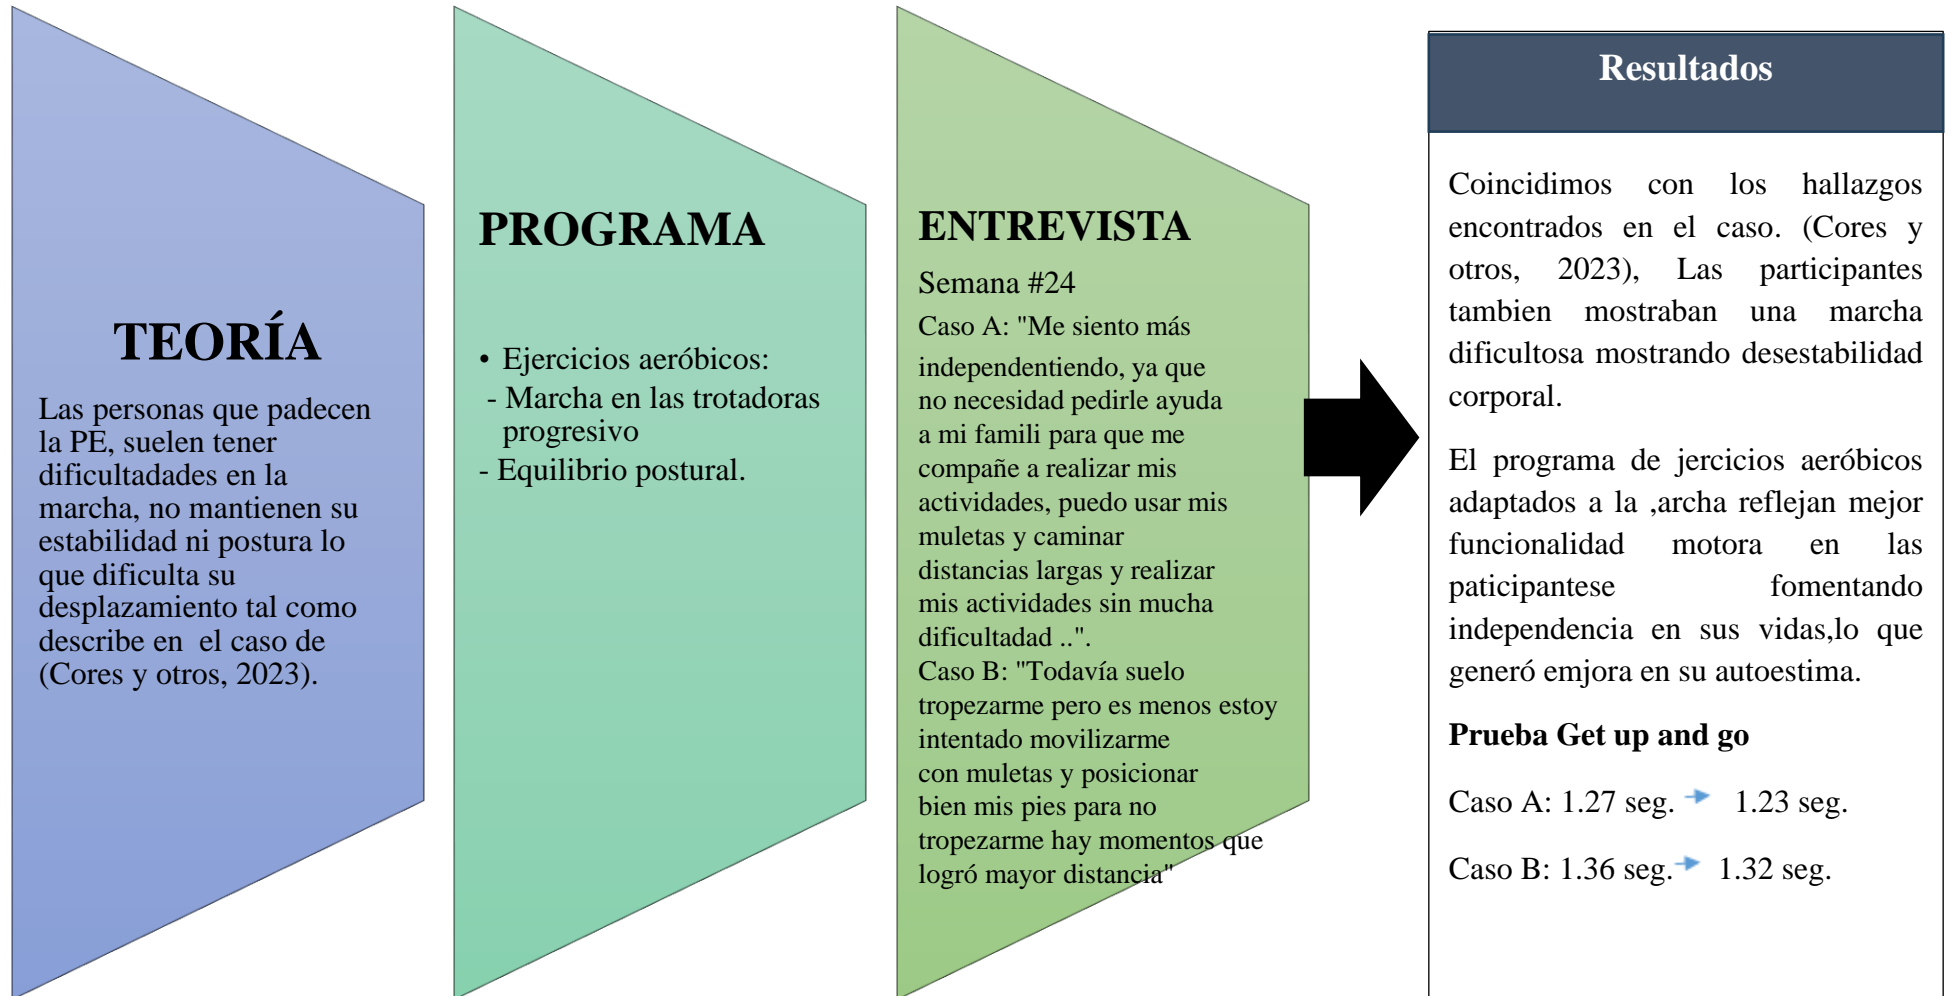 TEORÍA
Las personas que padecen
la PE, suelen tener
dificultadades en la
marcha, no mantienen su
estabilidad ni postura lo
que dificulta su
desplazamiento tal como
describe en el caso de
(Cores y otros, 2023).
PROGRAMA
• Ejercicios aeróbicos:
- Marcha en las trotadoras
progresivo
- Equilibrio postural.
ENTREVISTA
Semana #24
Caso A: "Me siento más
independentiendo, ya que
no necesidad pedirle ayuda
a mi famili para que me
compañe a realizar mis
actividades, puedo usar mis
muletas y caminar
distancias largas y realizar
mis actividades sin mucha
dificultadad ..".
Caso B: "Todavía suelo
tropezarme pero es menos estoy
intentado movilizarme
con muletas y posicionar
bien mis pies para no
tropezarme hay momentos que
logró mayor distancia"
Resultados
Coincidimos con los hallazgos
encontrados en el caso. (Cores y
otros, 2023), Las participantes
tambien mostraban una marcha
dificultosa mostrando desestabilidad
corporal.
El programa de jercicios aeróbicos
adaptados a la ,archa reflejan mejor
funcionalidad motora en las
paticipantese fomentando
independencia en sus vidas,lo que
generó emjora en su autoestima.
Prueba Get up and go
Caso A: 1.27 seg. 1.23 seg.
Caso B: 1.36 seg. 1.32 seg.